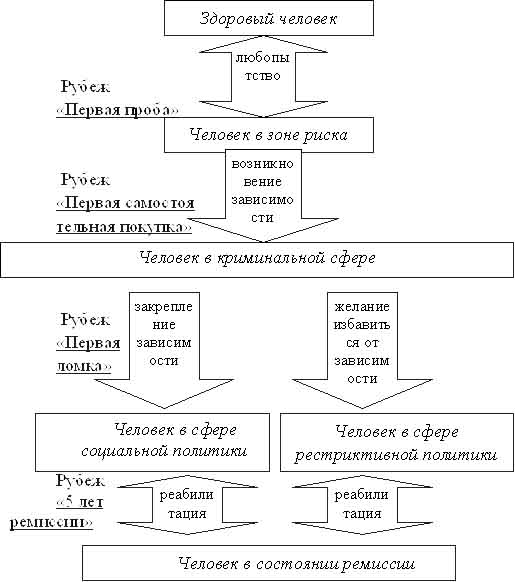 Здоровый человек
любопы
тство
Рубеж
«Первая проба»
Человек в зоне риска
возникно
вение
зависимо
сти
Рубеж
«Первая самостоя
тельная покупка»
Человек в криминальной сфере
закрепле
ние
зависим
ости
желание
избавить
ся от
зависим
ости
Рубеж
«Первая
ломка»
Человек в сфере
социальной политики
Человек в сфере
рестриктивной политики
Рубеж
«5 лет
ремиссии»
реабили
тация
реабили
тация
Человек в состоянии ремиссии